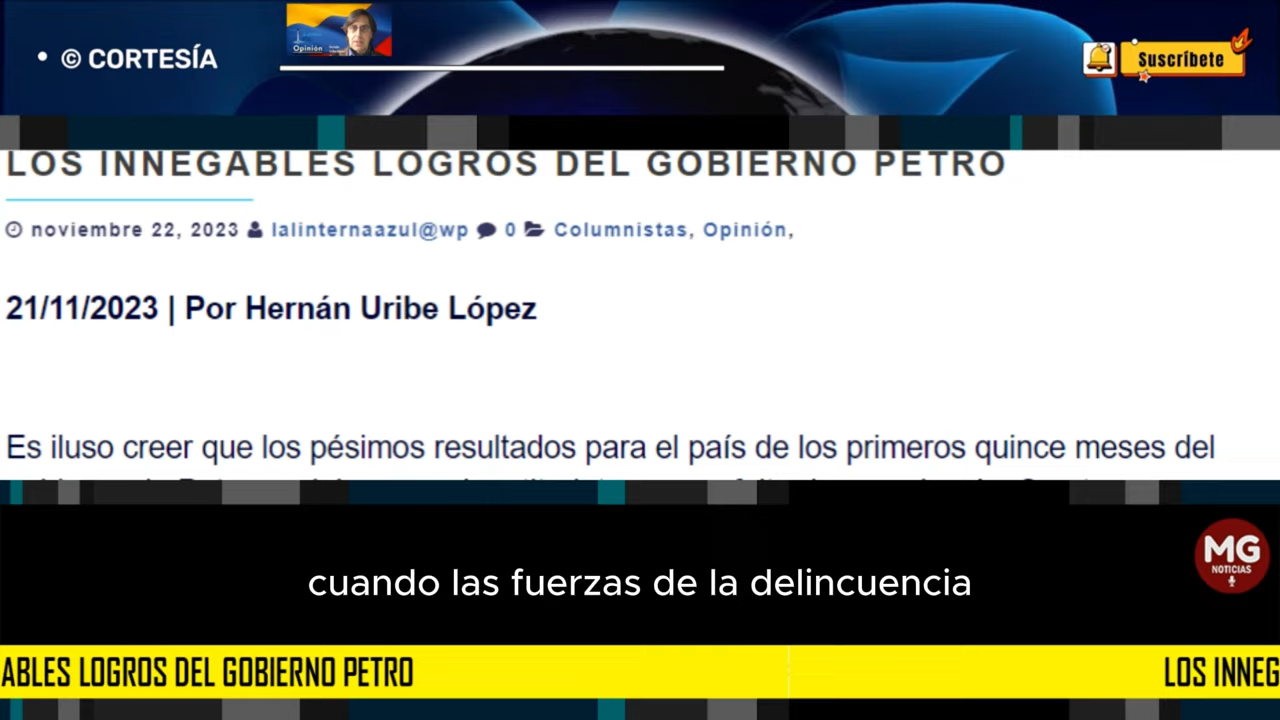 • © CORTESÍA
Opinión
Suscríbete
LOS INNEGABLES LOGROS DEL GOBIERNO PETRO
noviembre 22, 2023 lalinternaazul@wp 0 Columnistas, Opinión,
21/11/2023 | Por Hernán Uribe López
Es iluso creer que los pésimos resultados para el país de los primeros quince meses del
cuando las fuerzas de la delincuencia
MG
NOTICIAS
ABLES LOGROS DEL GOBIERNO PETRO
LOS INNEG